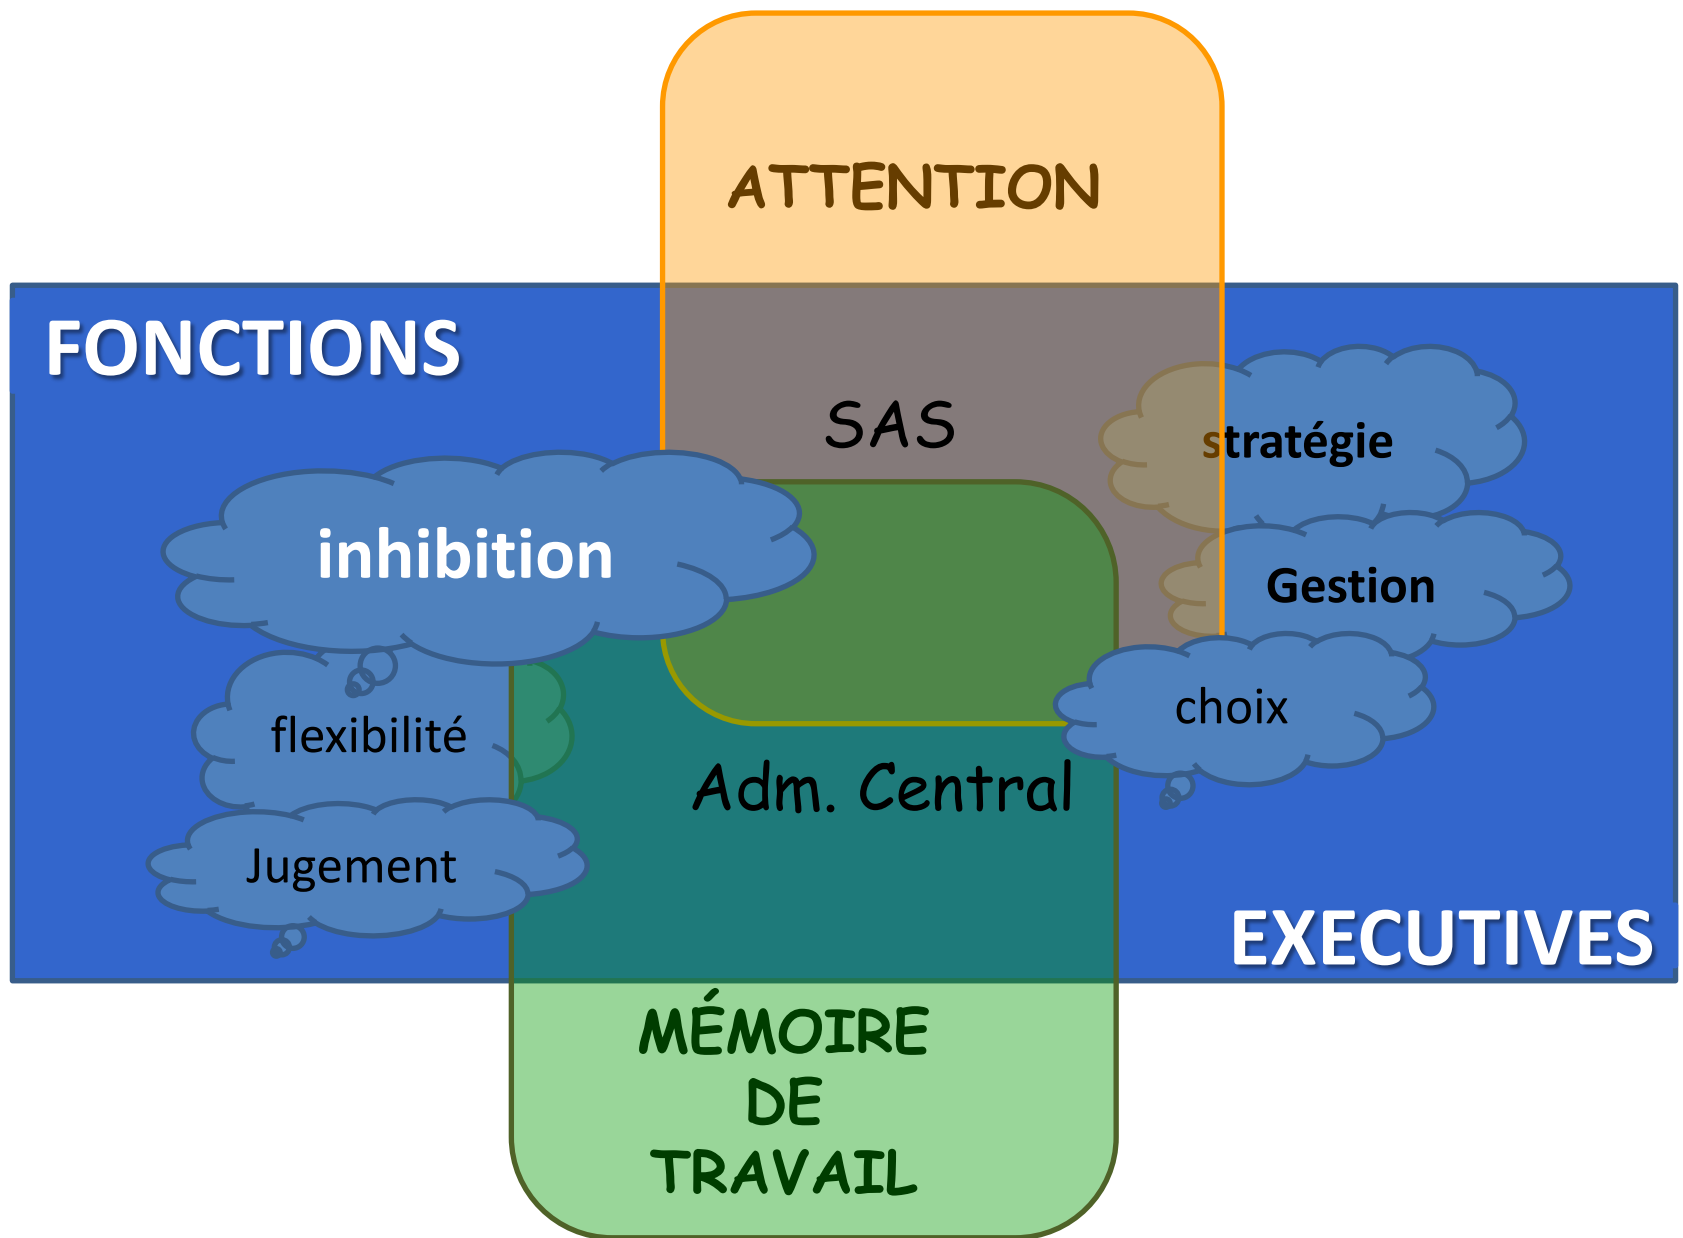 ATTENTION
FONCTIONS
SAS
stratégie
inhibition
Gestion
choix
flexibilité
Adm. Central
Jugement
EXECUTIVES
MÉMOIRE
DE
TRAVAIL